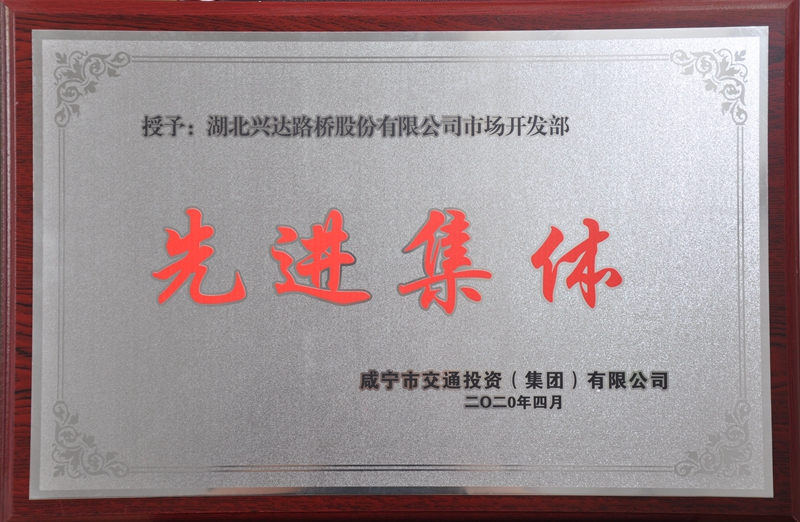 授予：湖北兴达路桥股份有限公司市场开发部
先进集体
咸宁市交通投资（集团）有限公司
二〇二0年四月